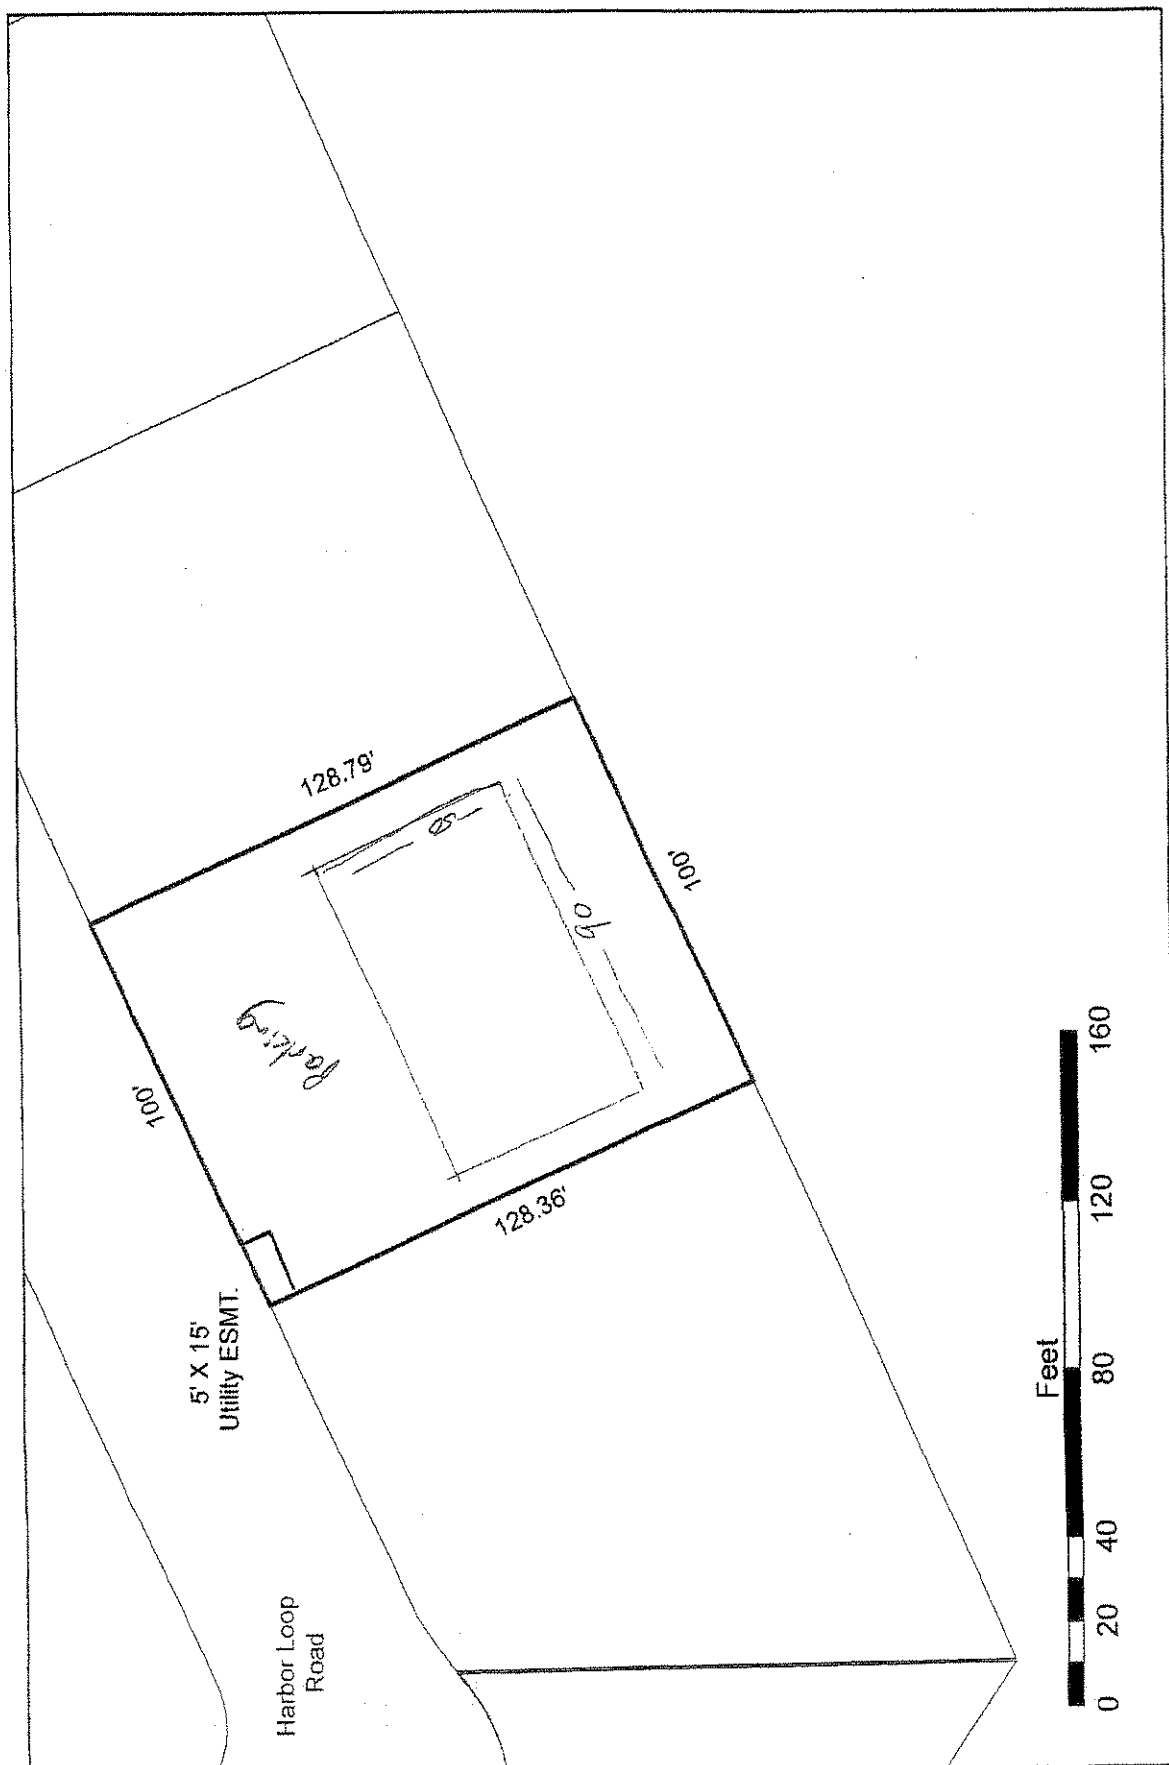 5' X 15'
Utility ESMT.
Harbor Loop
Road
100'
128.79'
Parking
50
90
128.36'
100'
Feet
0 20 40 80 120 160